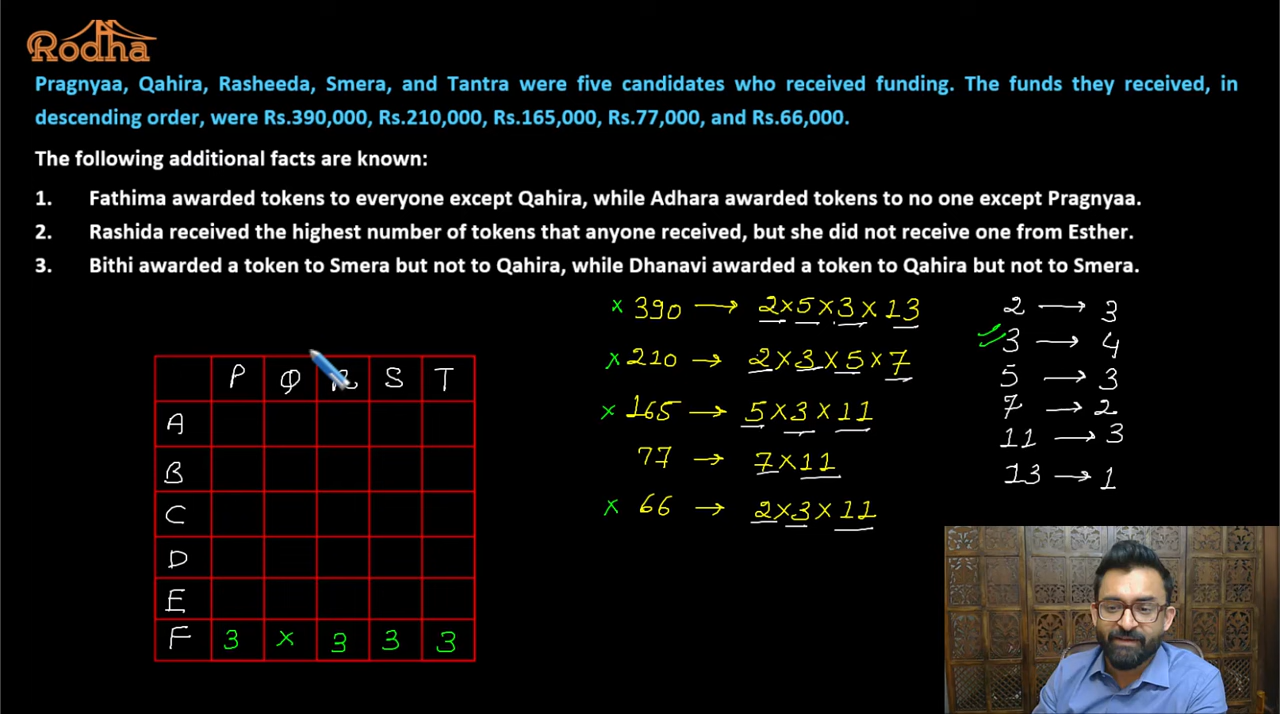 Rodha
Pragnyaa, Qahira, Rasheeda, Smera, and Tantra were five candidates who received funding. The funds they received, in
descending order, were Rs.390,000, Rs.210,000, Rs.165,000, Rs.77,000, and Rs.66,000.
The following additional facts are known:
1. Fathima awarded tokens to everyone except Qahira, while Adhara awarded tokens to no one except Pragnyaa.
2. Rashida received the highest number of tokens that anyone received, but she did not receive one from Esther.
3. Bithi awarded a token to Smera but not to Qahira, while Dhanavi awarded a token to Qahira but not to Smera.
× 390 → 2×5×3×13
× 210 → 2×3×5×7
× 165 → 5×3×11
77 → 7×11
× 66 → 2×3×11
2 → 3
3 → 4
5 → 3
7 → 2
11 → 3
13 → 1
P Q R S T
A
B
C
D
E
F 3 × 3 3 3